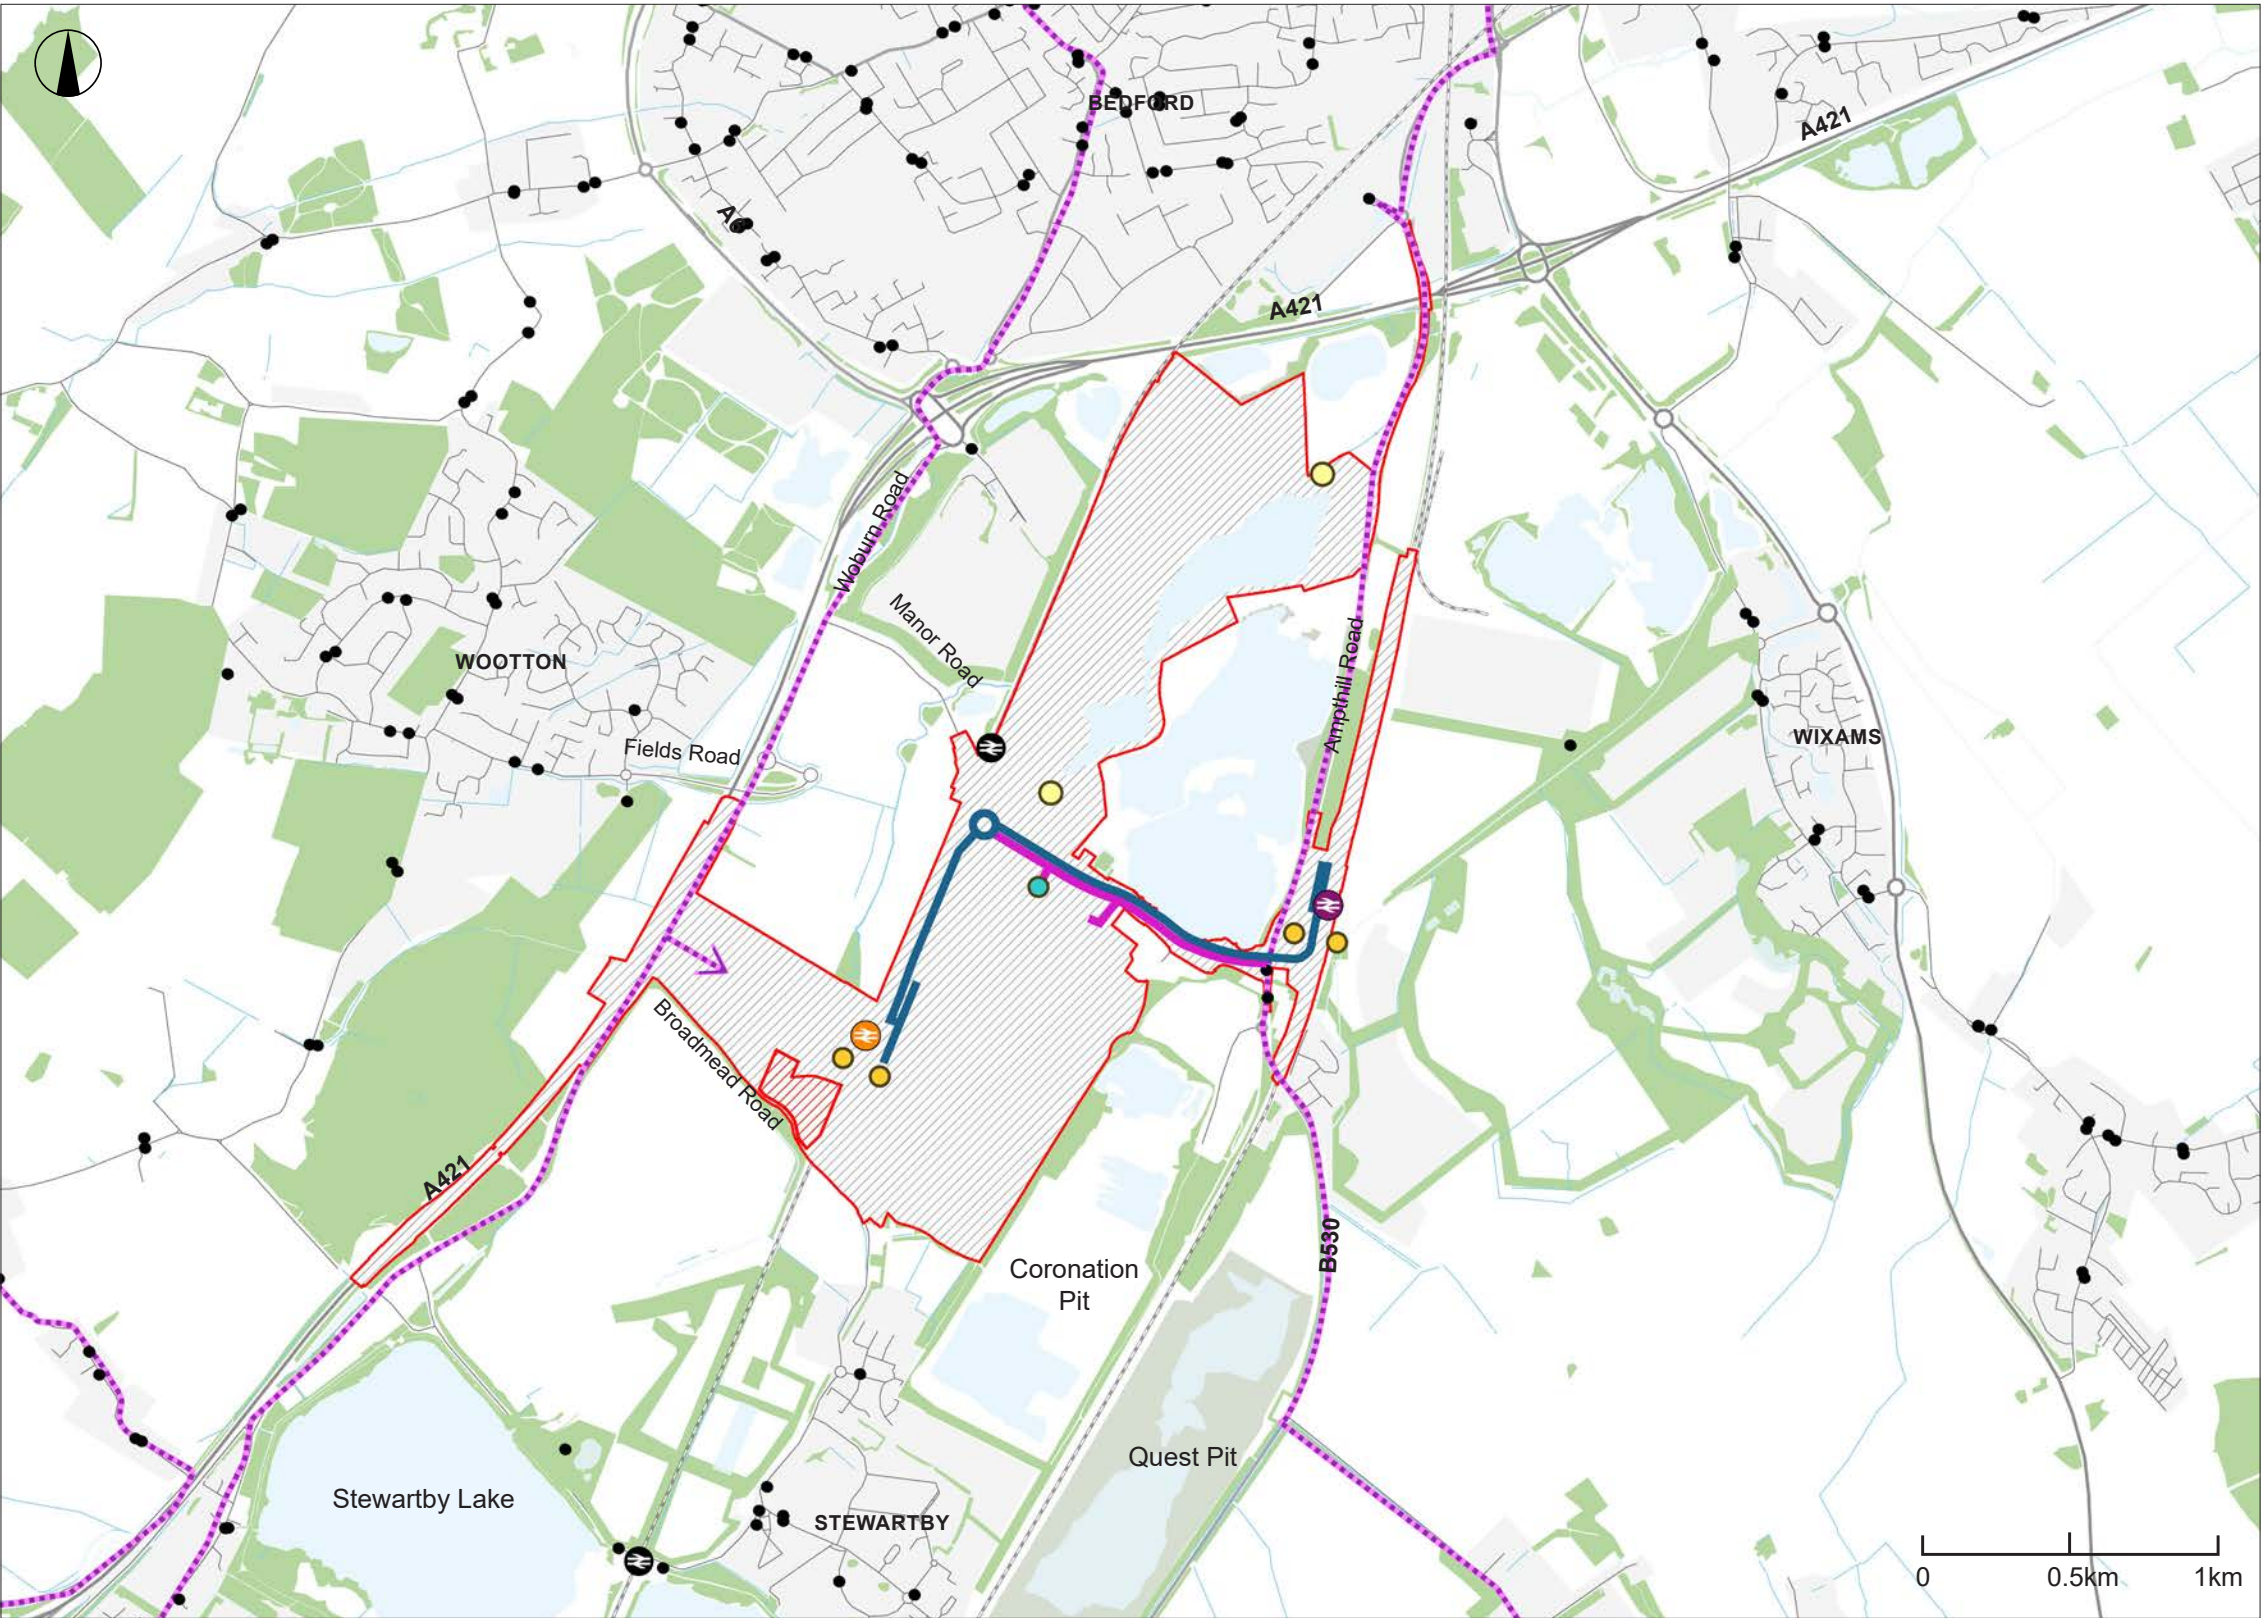 BEDFORD
A421
A6
A421
Woburn Road
Manor Road
Ampthill Road
WOOTTON
Fields Road
WIXAMS
Broadmead Road
A421
B530
Coronation
Pit
Quest Pit
Stewartby Lake
STEWARTBY
0 0.5km 1km